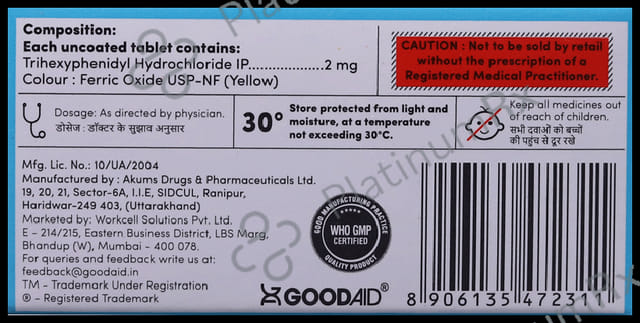 Composition:
Each uncoated tablet contains:
Trihexyphenidyl Hydrochloride IP....................2 mg
Colour : Ferric Oxide USP-NF (Yellow)
CAUTION : Not to be sold by retail
without the prescription of a
Registered Medical Practitioner.
Dosage: As directed by physician.
डोसेज: डॉक्टर के सुझाव अनुसार
30°
Store protected from light and
moisture, at a temperature
not exceeding 30°C.
Keep all medicines out
of reach of children.
सभी दवाओं को बच्चों
की पहुंच से दूर रखे
Mfg. Lic. No.: 10/UA/2004
Mfg. by : Akums Drugs & Pharmaceuticals Ltd.
19, 20, 21, Sector-6A, I.I.E, SIDCUL, Ranipur,
Haridwar-249 403, (Uttarakhand)
Marketed by: Workcell Solutions Pvt. Ltd.
E - 214/215, Eastern Business District, LBS Marg,
Bhandup (W), Mumbai - 400 078.
For queries and feedback write us at:
feedback@goodaid.in
TM - Trademark Under Registration
® - Registered Trademark
GOOD MANUFACTURING PRACTICE
WHO GMP
CERTIFIED
QUALITY PRODUCT
GOODAID®
8 906135 472311
Platinum Rx
Platinum Rx